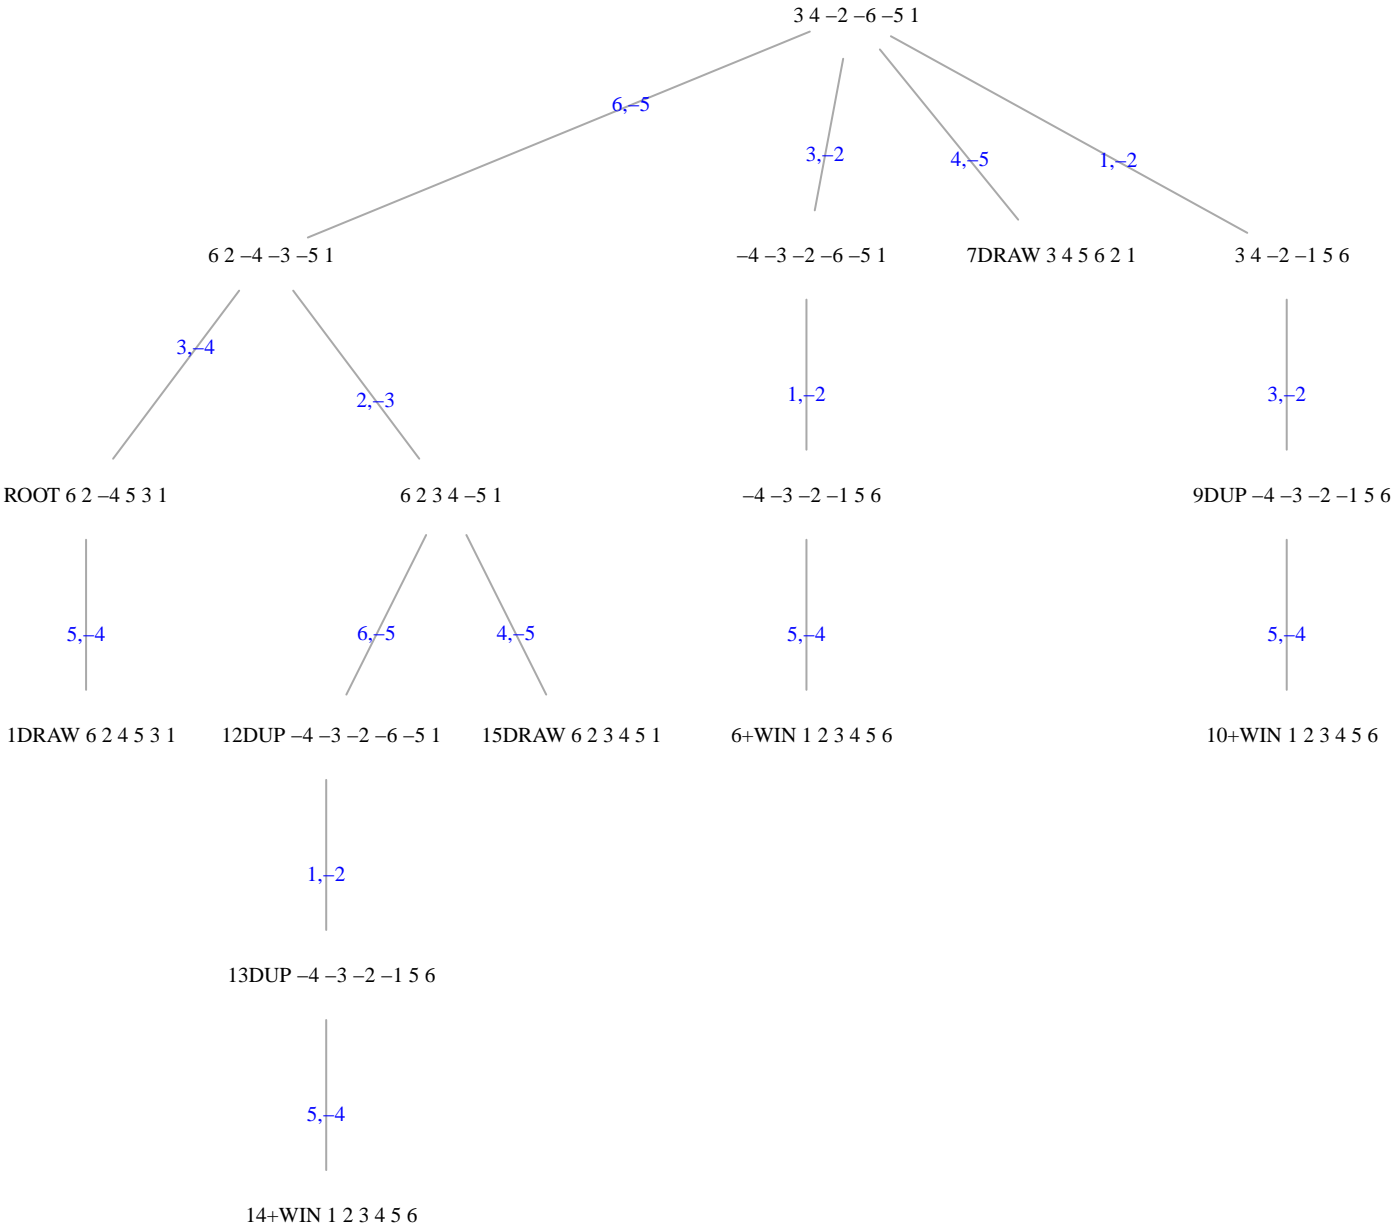 3 4 −2 −6 −5 1
6,−5
3,−2
4,−5
1,−2
6 2 −4 −3 −5 1
−4 −3 −2 −6 −5 1
7DRAW 3 4 5 6 2 1
3 4 −2 −1 5 6
3,−4
2,−3
1,−2
3,−2
ROOT 6 2 −4 5 3 1
6 2 3 4 −5 1
−4 −3 −2 −1 5 6
9DUP −4 −3 −2 −1 5 6
5,−4
6,−5
4,−5
5,−4
5,−4
1DRAW 6 2 4 5 3 1
12DUP −4 −3 −2 −6 −5 1
15DRAW 6 2 3 4 5 1
6+WIN 1 2 3 4 5 6
10+WIN 1 2 3 4 5 6
1,−2
13DUP −4 −3 −2 −1 5 6
5,−4
14+WIN 1 2 3 4 5 6